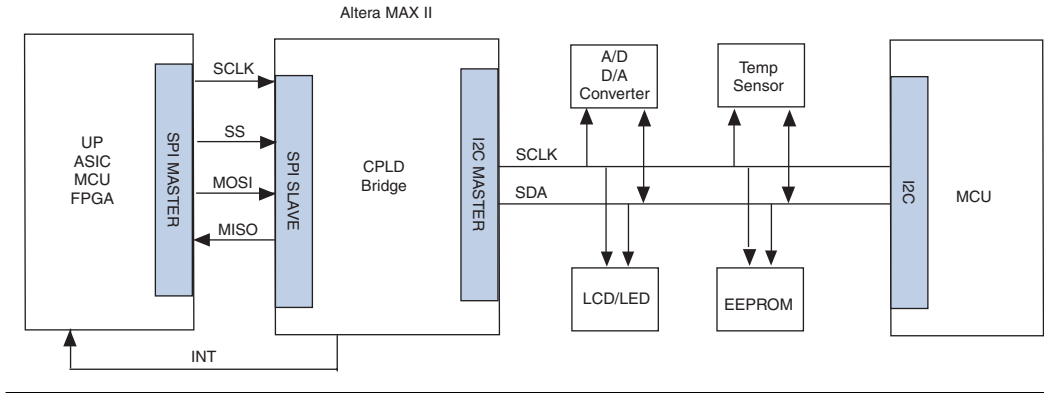 Altera MAX II
UP
ASIC
MCU
FPGA
SPI MASTER
SCLK
SS
MOSI
MISO
SPI SLAVE
CPLD
Bridge
I2C MASTER
SCLK
SDA
A/D
D/A
Converter
Temp
Sensor
LCD/LED
EEPROM
I2C
MCU
INT